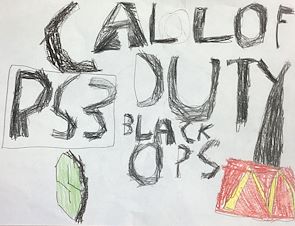 CALL OF
PS3 DUTY
BLACK
OPS